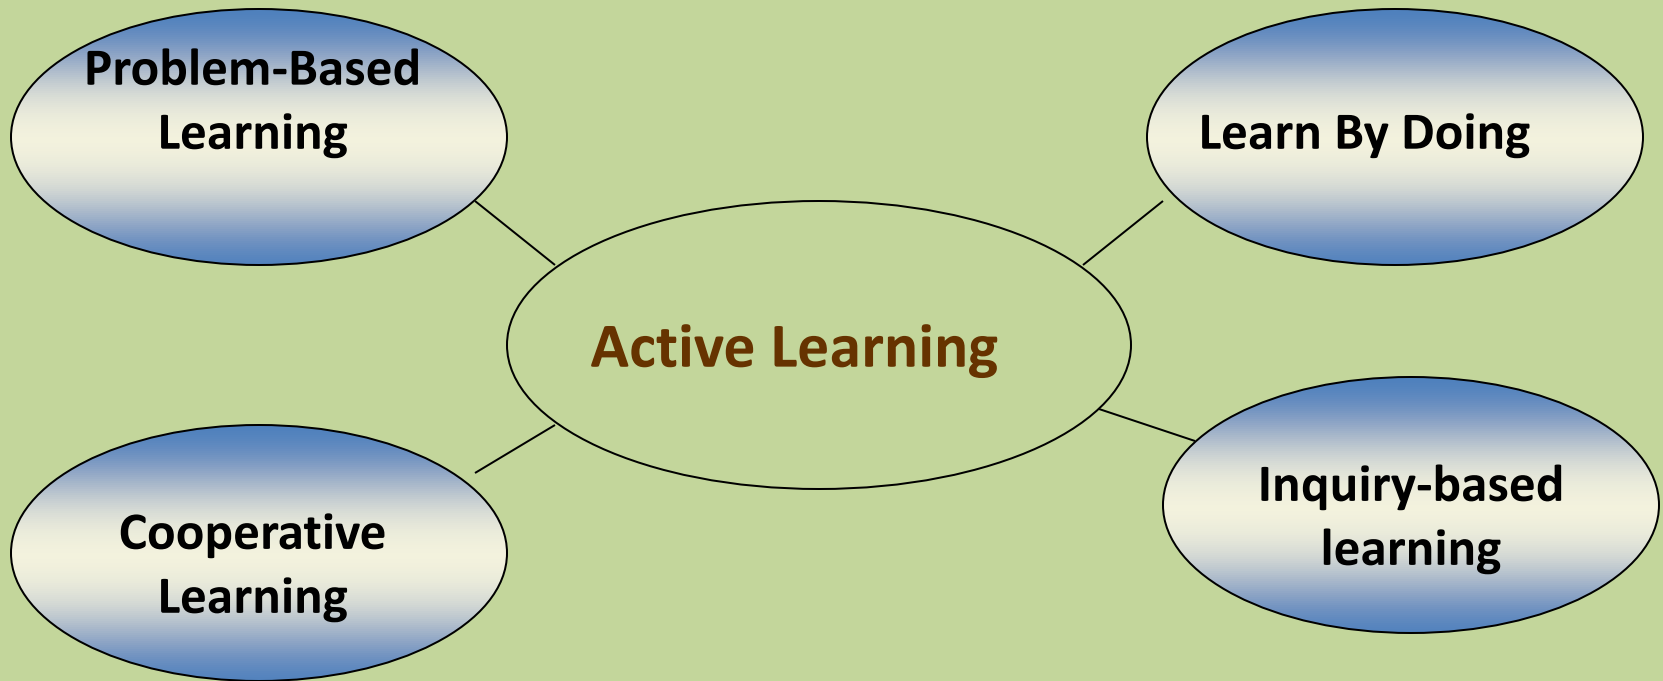 Problem-Based
Learning
Learn By Doing
Active Learning
Cooperative
Learning
Inquiry-based
learning